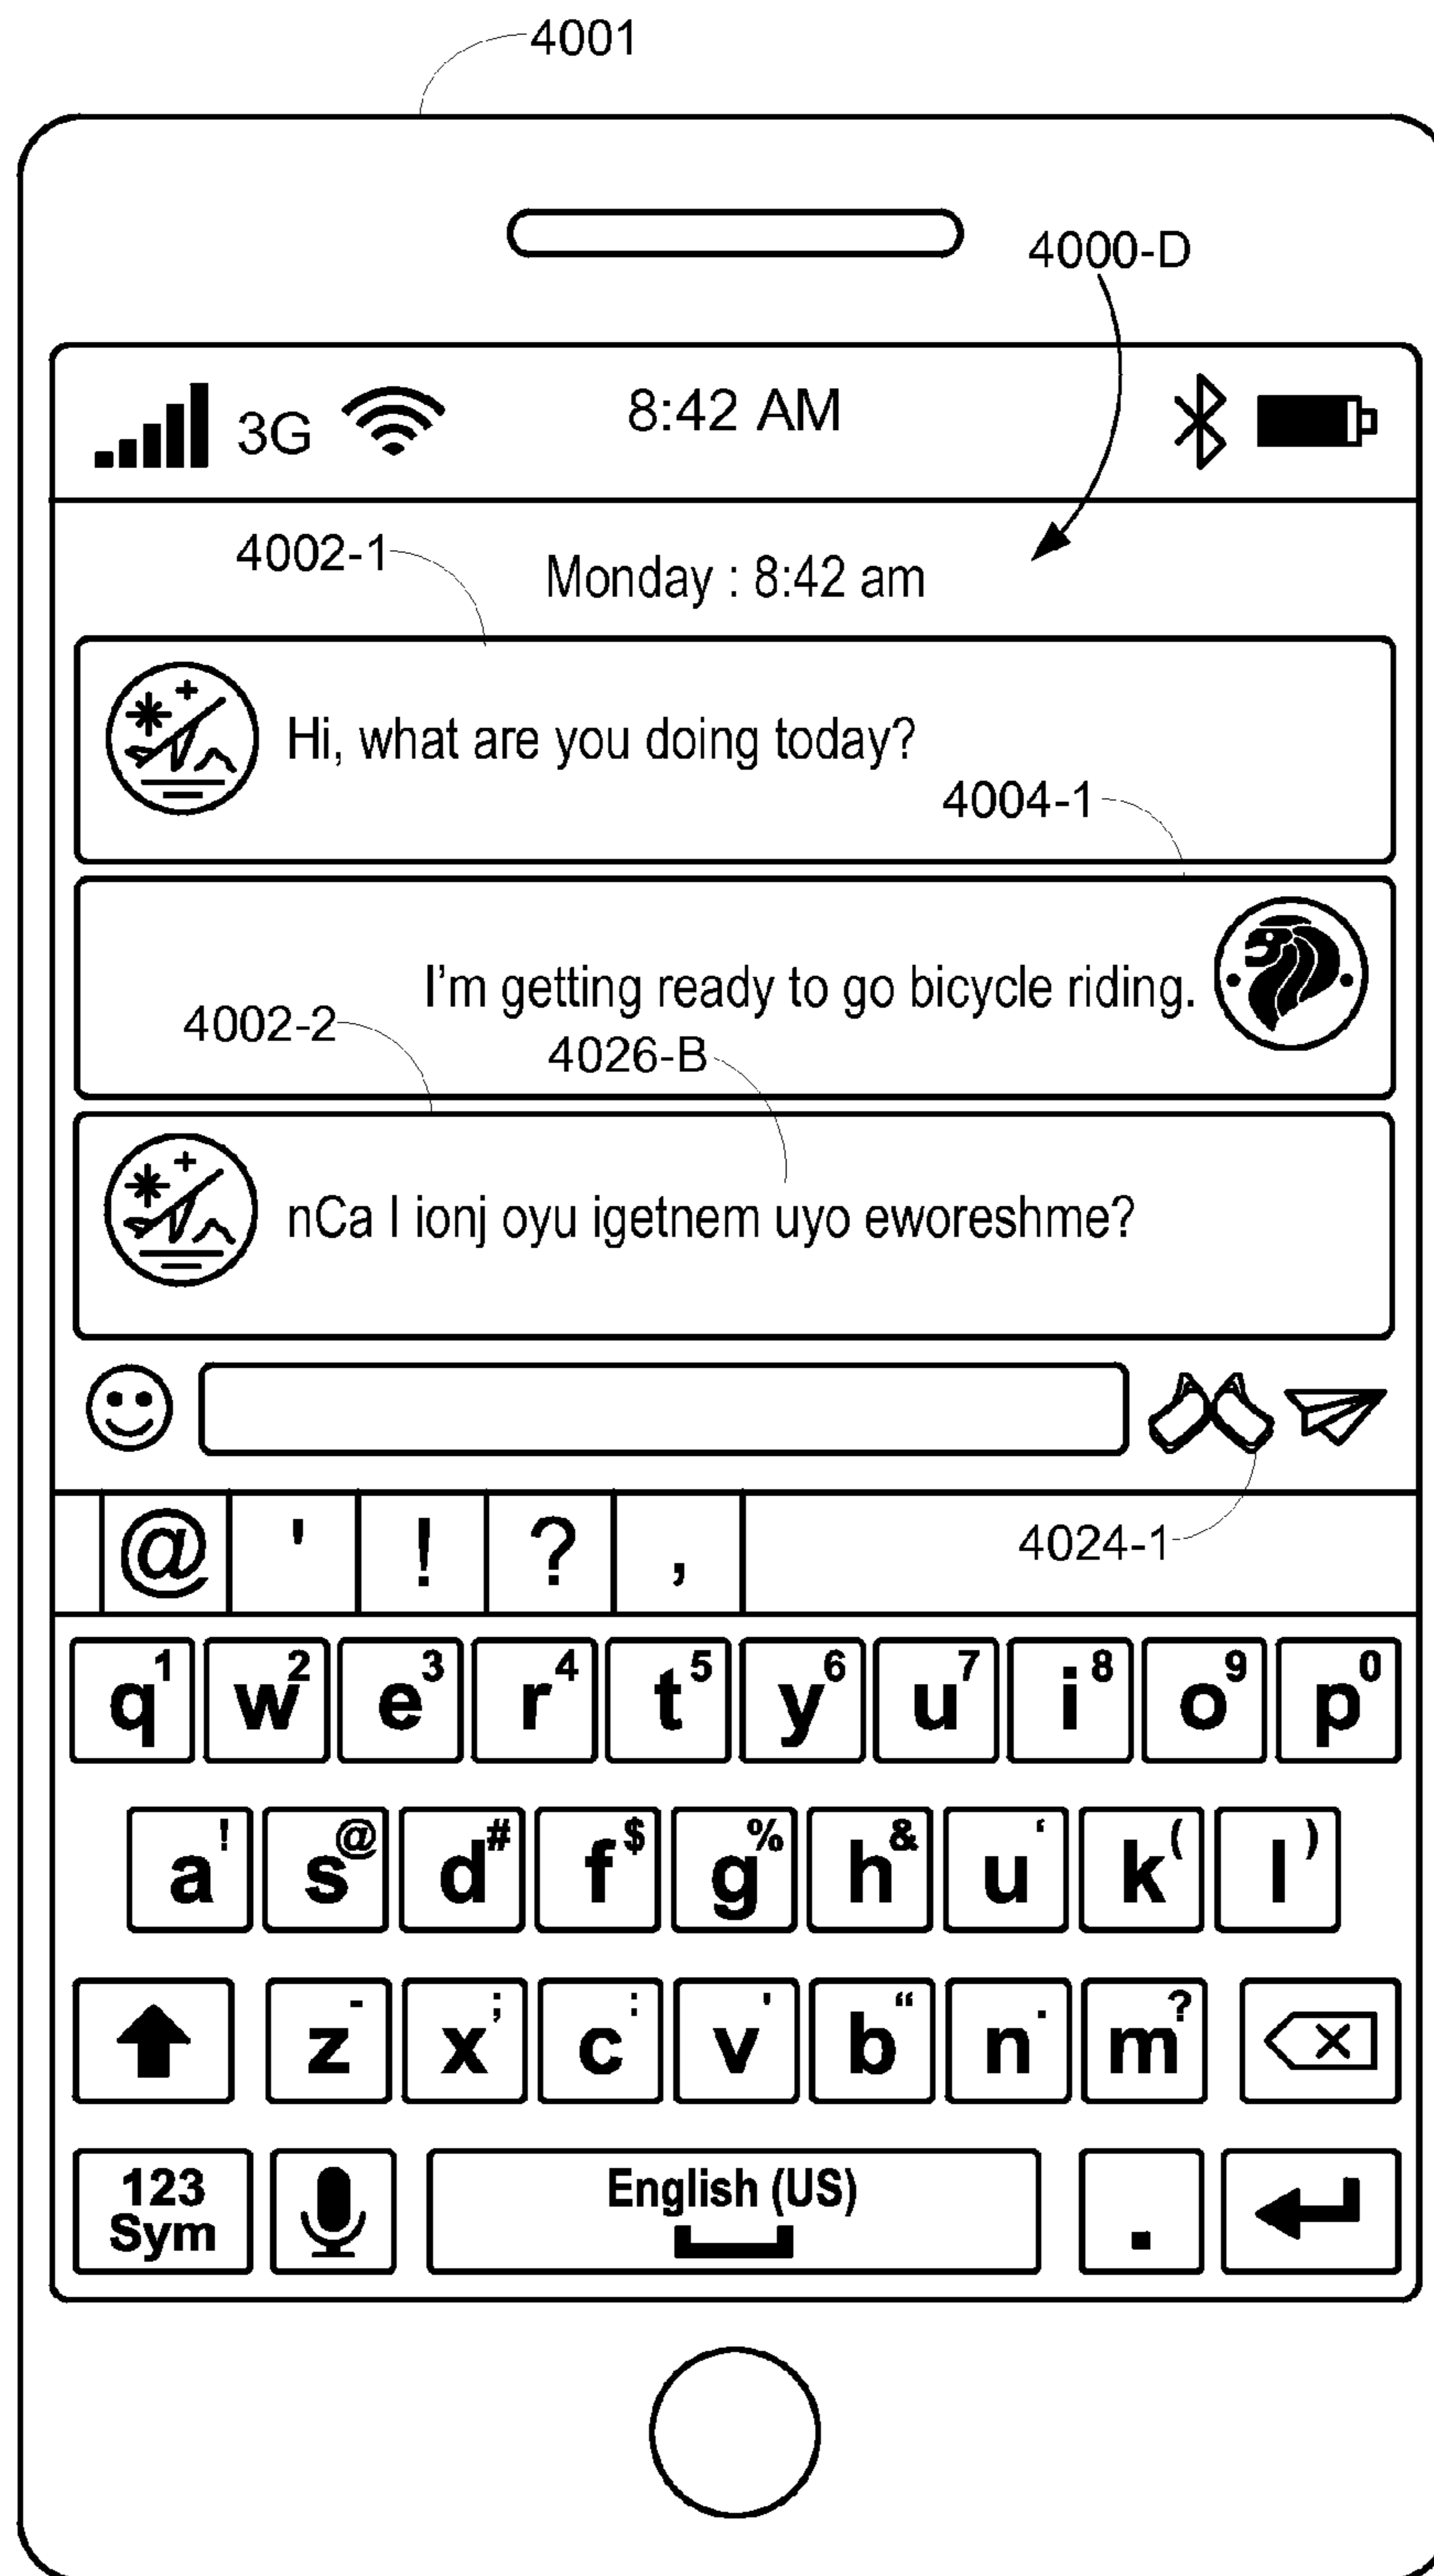 4001
4000-D
3G 8:42 AM
4002-1
Monday : 8:42 am
Hi, what are you doing today?
4004-1
I'm getting ready to go bicycle riding.
4002-2
4026-B
nCa I ionj oyu igetnem uyo eworeshme?
@ ' ! ? ,
4024-1
q1 w2 e3 r4 t5 y6 u7 i8 o9 p0
a! s@ d# f$ g% h& u‘ k( l)
z- x; c: v' b“ n. m?
123
Sym
English (US)
.